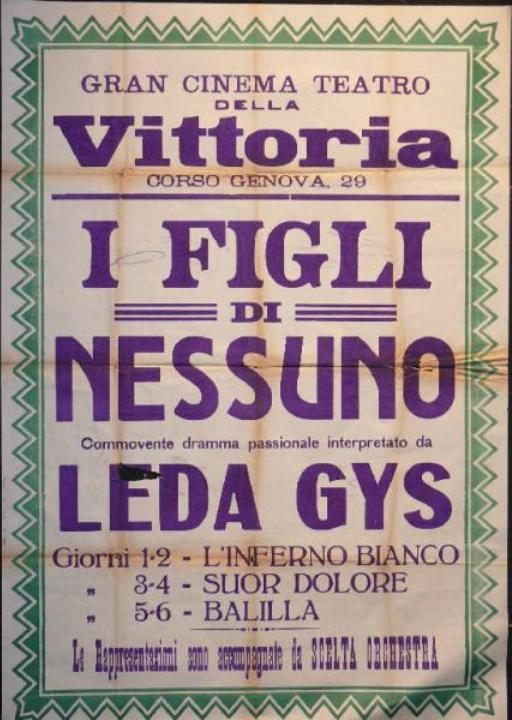 GRAN CINEMA TEATRO
DELLA
Vittoria
CORSO GENOVA, 29
I FIGLI
DI
NESSUNO
Commovente dramma passionale interpretato da
LEDA GYS
Giorni 1-2 - L'INFERNO BIANCO
„ 3-4 - SUOR DOLORE
„ 5-6 - BALILLA
Le Rappresentazioni sono accompagnate da SCELTA ORCHESTRA